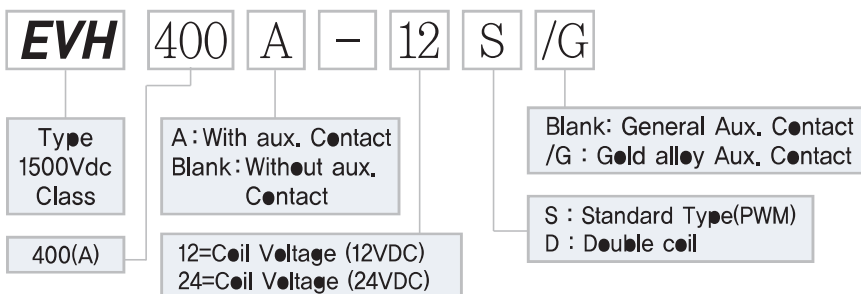 EVH 400 A - 12 S /G
Type
1500Vdc
Class
400(A)
A : With aux. Contact
Blank : Without aux.
Contact
12=Coil Voltage (12VDC)
24=Coil Voltage (24VDC)
Blank: General Aux. Contact
/G : Gold alloy Aux. Contact
S : Standard Type(PWM)
D : Double coil